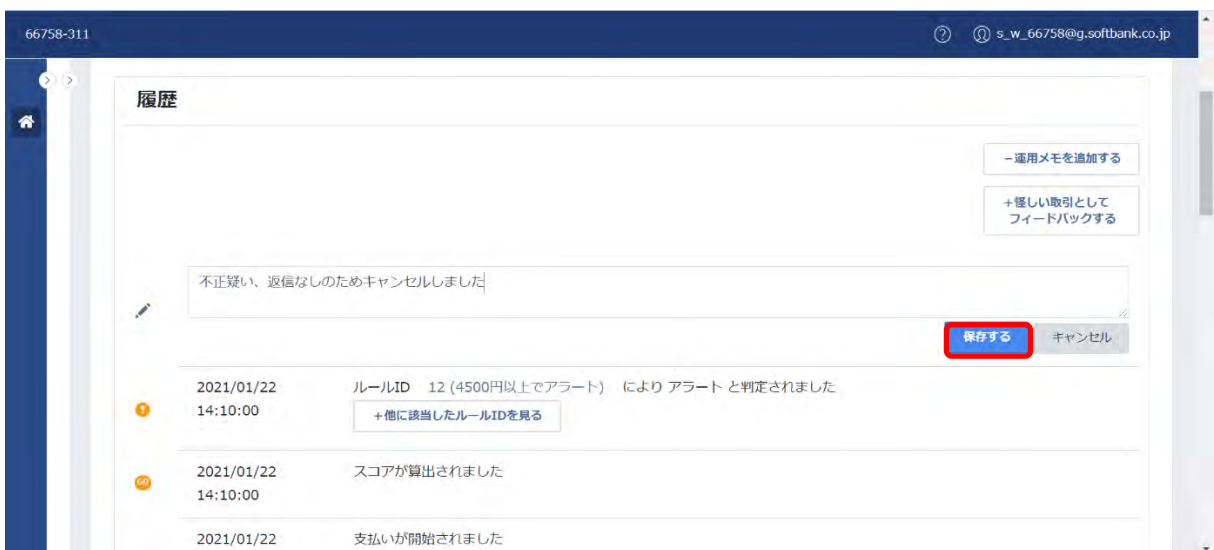 66758-311
s_w_66758@g.softbank.co.jp
履歴
－運用メモを追加する
+怪しい取引として
フィードバックする
不正疑い、返信なしのためキャンセルしました
保存する
キャンセル
2021/01/22
14:10:00
ルールID 12 (4500円以上でアラート) により アラート と判定されました
+他に該当したルールIDを見る
2021/01/22
14:10:00
スコアが算出されました
2021/01/22
支払いが開始されました